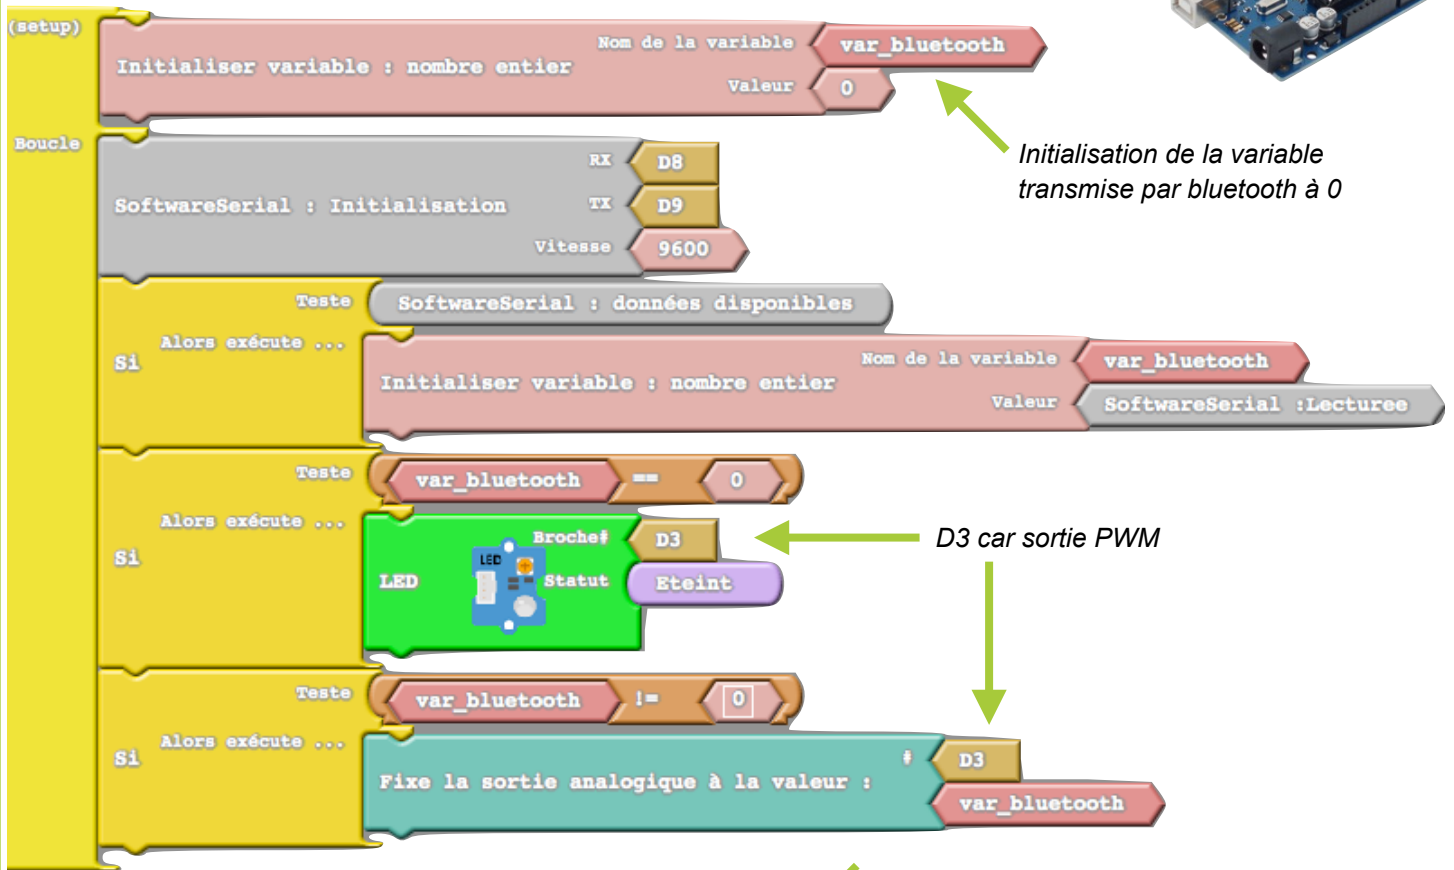 (setup)
Nom de la variable var_bluetooth
Initialiser variable : nombre entier
Valeur 0
Boucle
Initialisation de la variable
transmise par bluetooth à 0
RX D8
SoftwareSerial : Initialisation TX D9
Vitesse 9600
Teste SoftwareSerial : données disponibles
Alors exécute ...
Si
Nom de la variable var_bluetooth
Initialiser variable : nombre entier
Valeur SoftwareSerial :Lecturee
Teste var_bluetooth == 0
Alors exécute ...
Si
Broche# D3
D3 car sortie PWM
LED
LED Statut Eteint
Teste var_bluetooth != 0
Alors exécute ...
Si
# D3
Fixe la sortie analogique à la valeur :
var_bluetooth